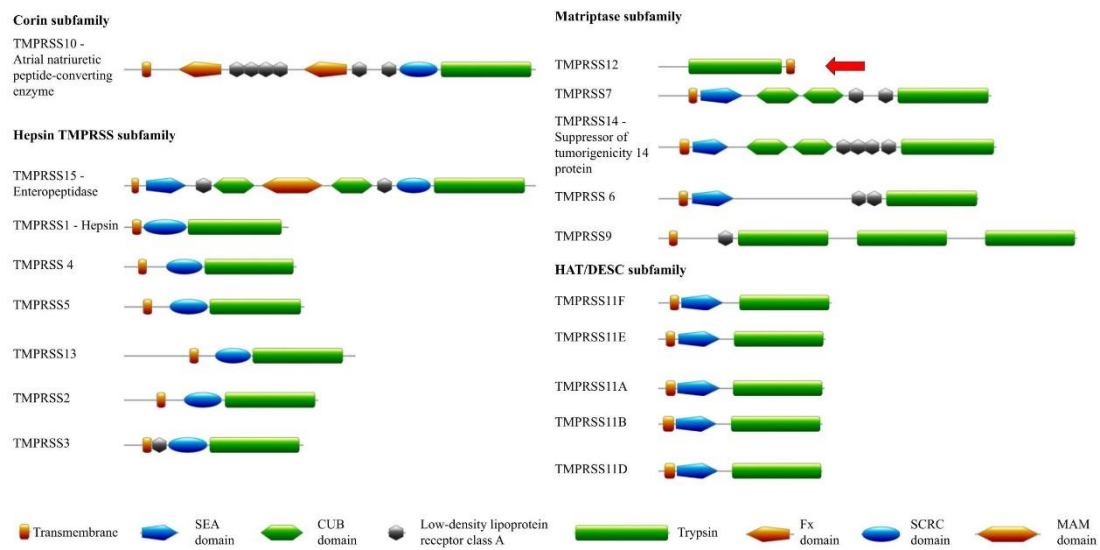 Corin subfamily
TMPRSS10 -
Atrial natriuretic
peptide-converting
enzyme
Hepsin TMPRSS subfamily
TMPRSS15 -
Enteropeptidase
TMPRSS1 - Hepsin
TMPRSS 4
TMPRSS5
TMPRSS13
TMPRSS2
TMPRSS3
Matriptase subfamily
TMPRSS12
TMPRSS7
TMPRSS14 -
Suppressor of
tumorigenicity 14
protein
TMPRSS 6
TMPRSS9
HAT/DESC subfamily
TMPRSS11F
TMPRSS11E
TMPRSS11A
TMPRSS11B
TMPRSS11D
Transmembrane
SEA
domain
CUB
domain
Low-density lipoprotein
receptor class A
Trypsin
Fx
domain
SCRC
domain
MAM
domain